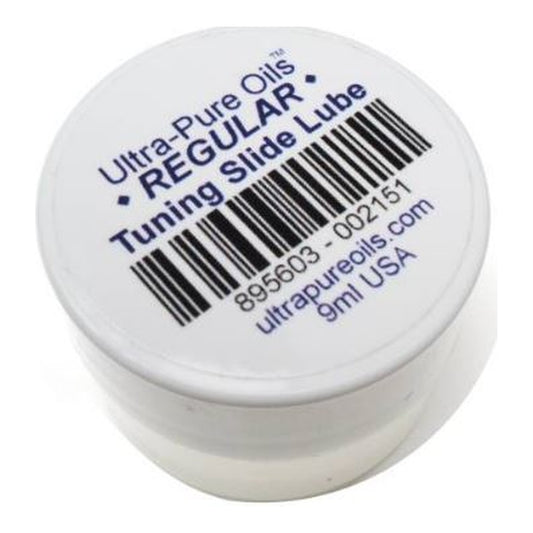 Ultra-Pure Oils™
• REGULAR •
Tuning Slide Lube
895603 - 002151
ultrapureoils.com
9ml USA